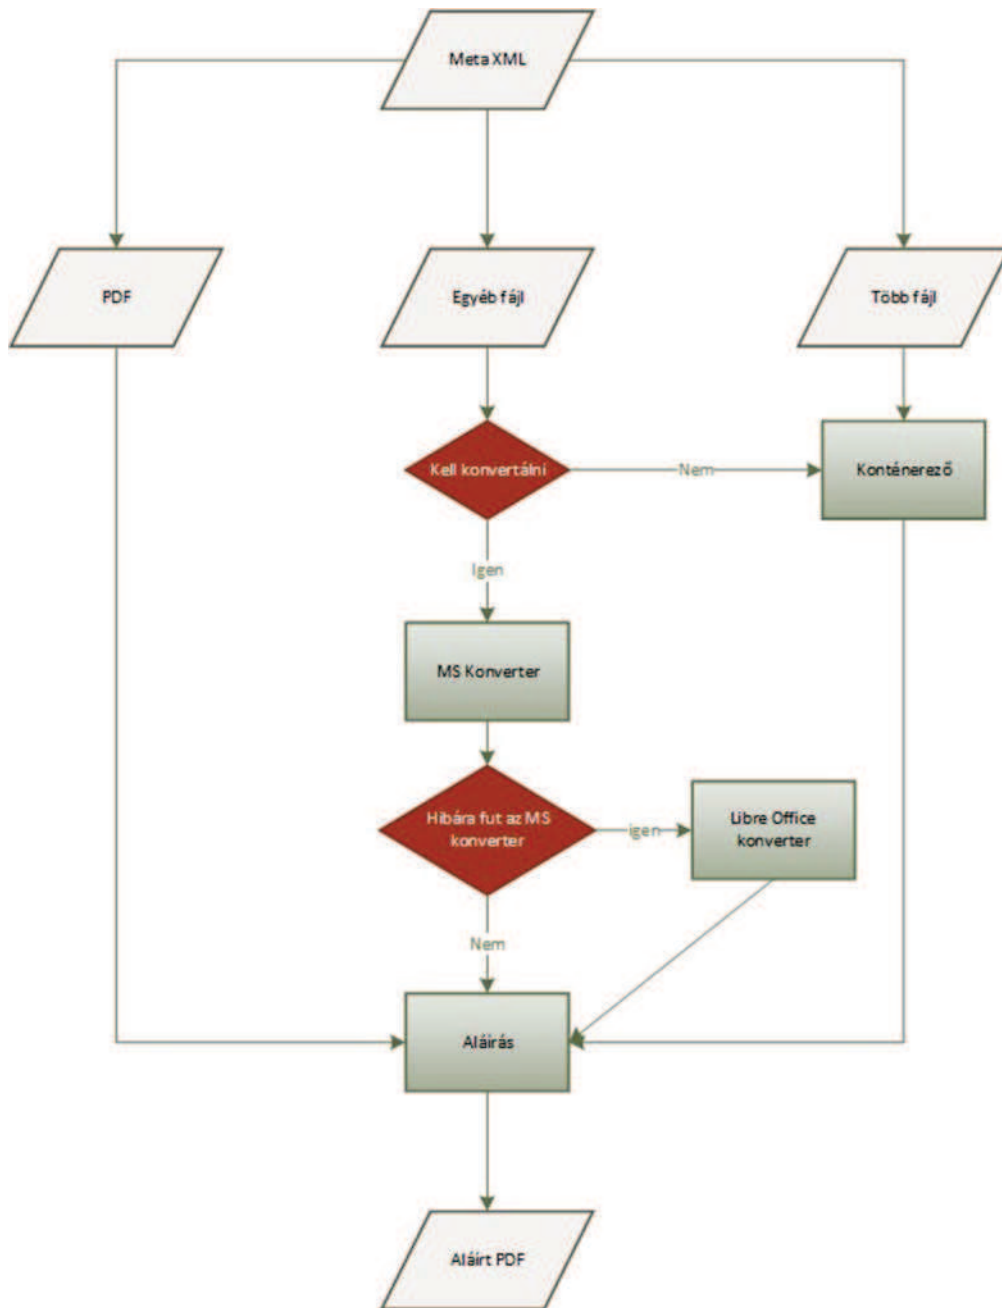 Meta XML
PDF
Egyéb fájl
Több fájl
Kell konvertálni
Nem
Konténerező
Igen
MS Konverter
Hibára fut az MS
konverter
igen
Libre Office
konverter
Nem
Aláírás
Aláírt PDF